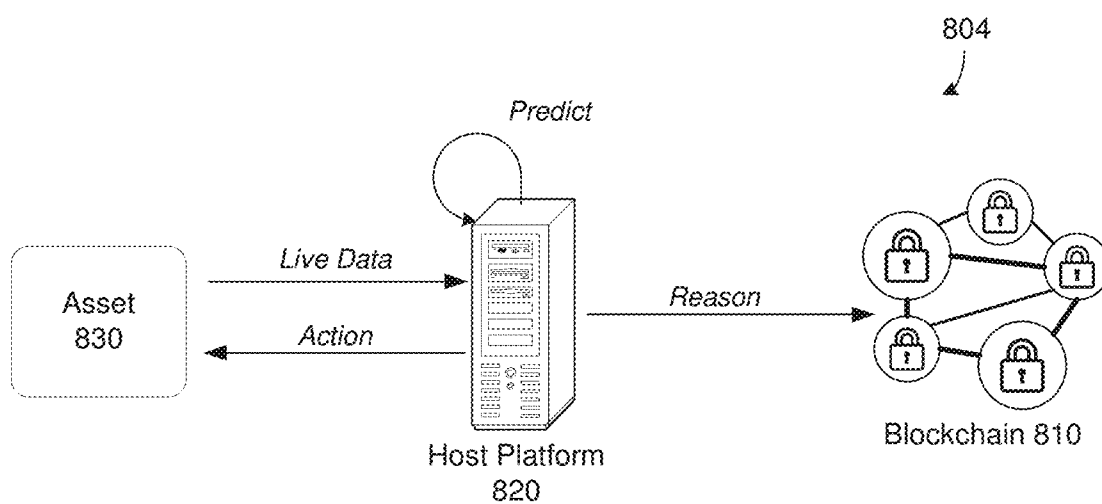 804
Predict
Live Data
Asset
830
Action
Reason
Host Platform
820
Blockchain 810